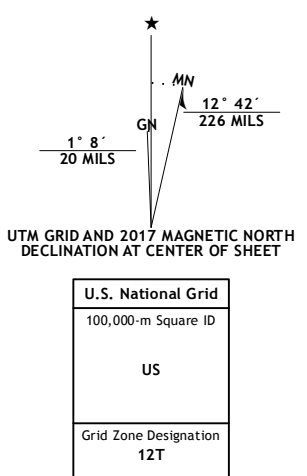 ★
MN
12° 42´
226 MILS
GN
1° 8´
20 MILS
UTM GRID AND 2017 MAGNETIC NORTH
DECLINATION AT CENTER OF SHEET
U.S. National Grid
100,000-m Square ID
US
Grid Zone Designation
12T